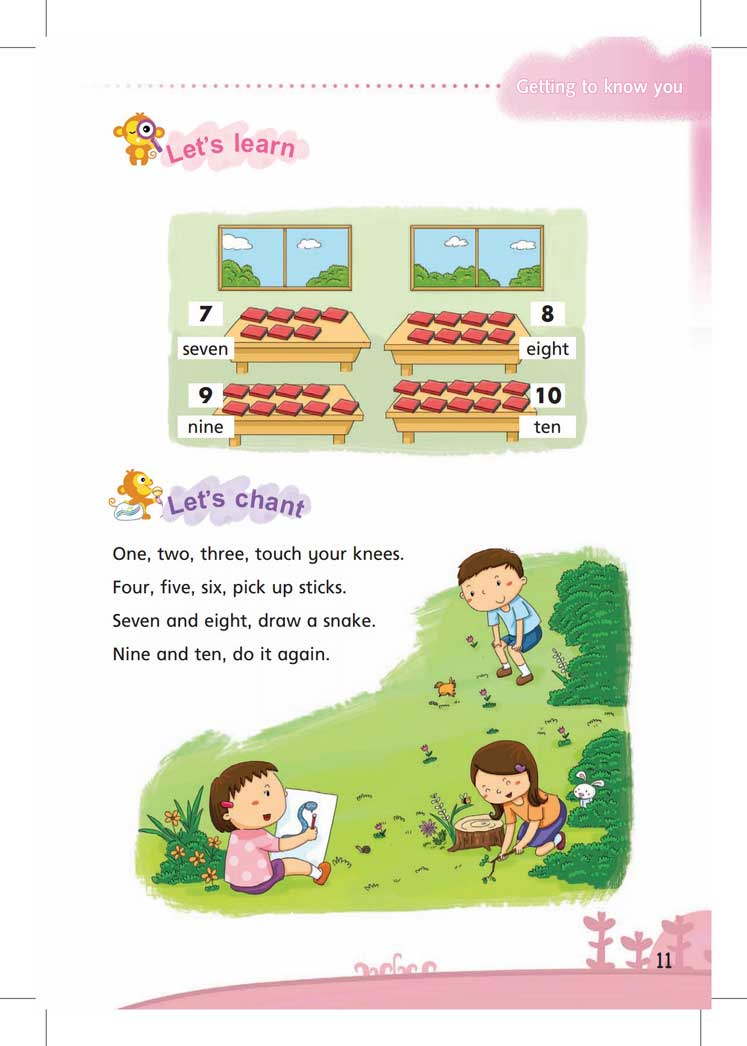 Getting to know you
Let's learn
7
seven
8
eight
9
nine
10
ten
Let's chant
One, two, three, touch your knees.
Four, five, six, pick up sticks.
Seven and eight, draw a snake.
Nine and ten, do it again.
11